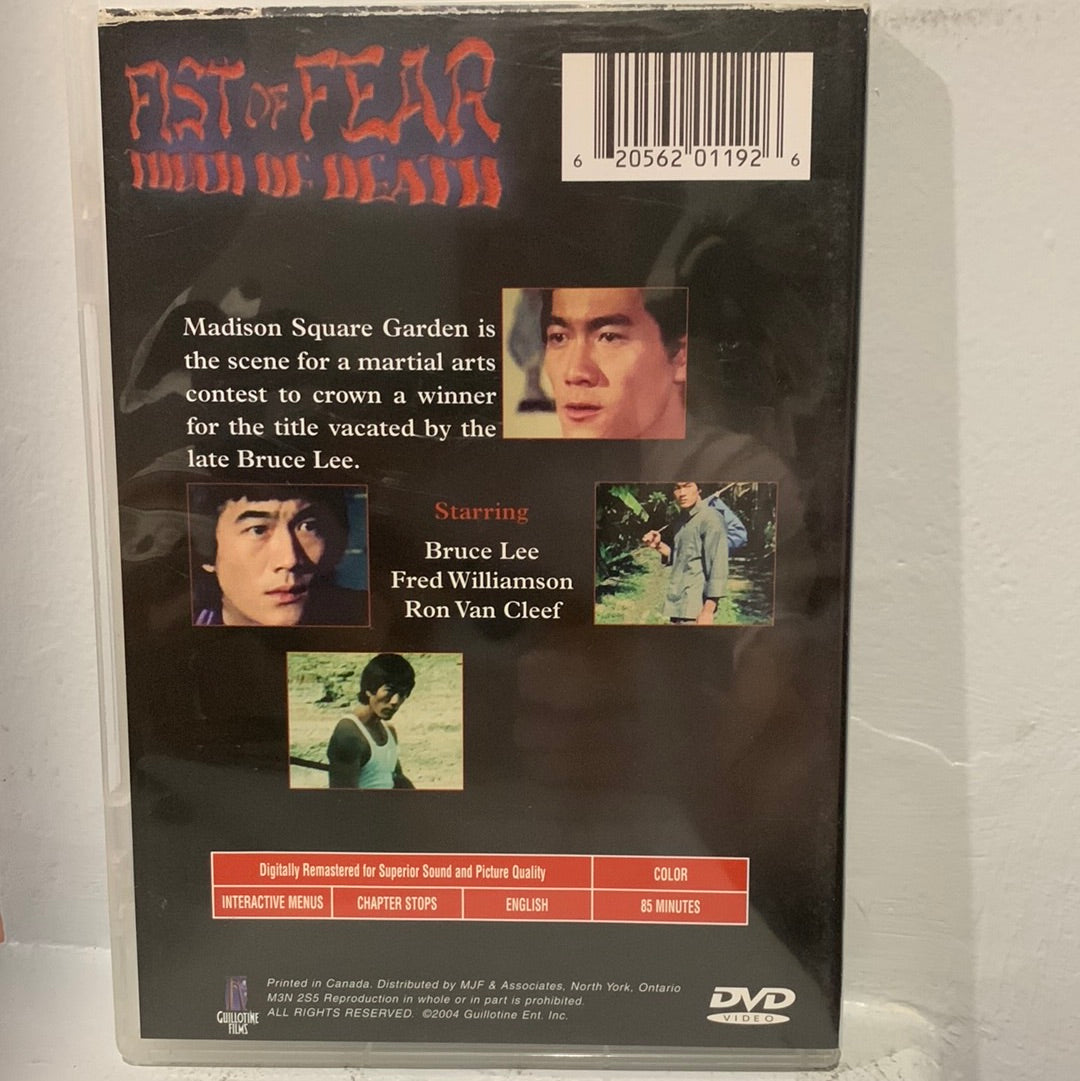 FIST OF FEAR
TOUCH OF DEATH
6 20562 01192 6
Madison Square Garden is
the scene for a martial arts
contest to crown a winner
for the title vacated by the
late Bruce Lee.
Starring
Bruce Lee
Fred Williamson
Ron Van Cleef
Digitally Remastered for Superior Sound and Picture Quality
COLOR
INTERACTIVE MENUS
CHAPTER STOPS
ENGLISH
85 MINUTES
GUILLOTINE
FILMS
Printed in Canada. Distributed by MJF & Associates, North York, Ontario
M3N 2S5 Reproduction in whole or in part is prohibited.
ALL RIGHTS RESERVED. ©2004 Guillotine Ent. Inc.
DVD
VIDEO